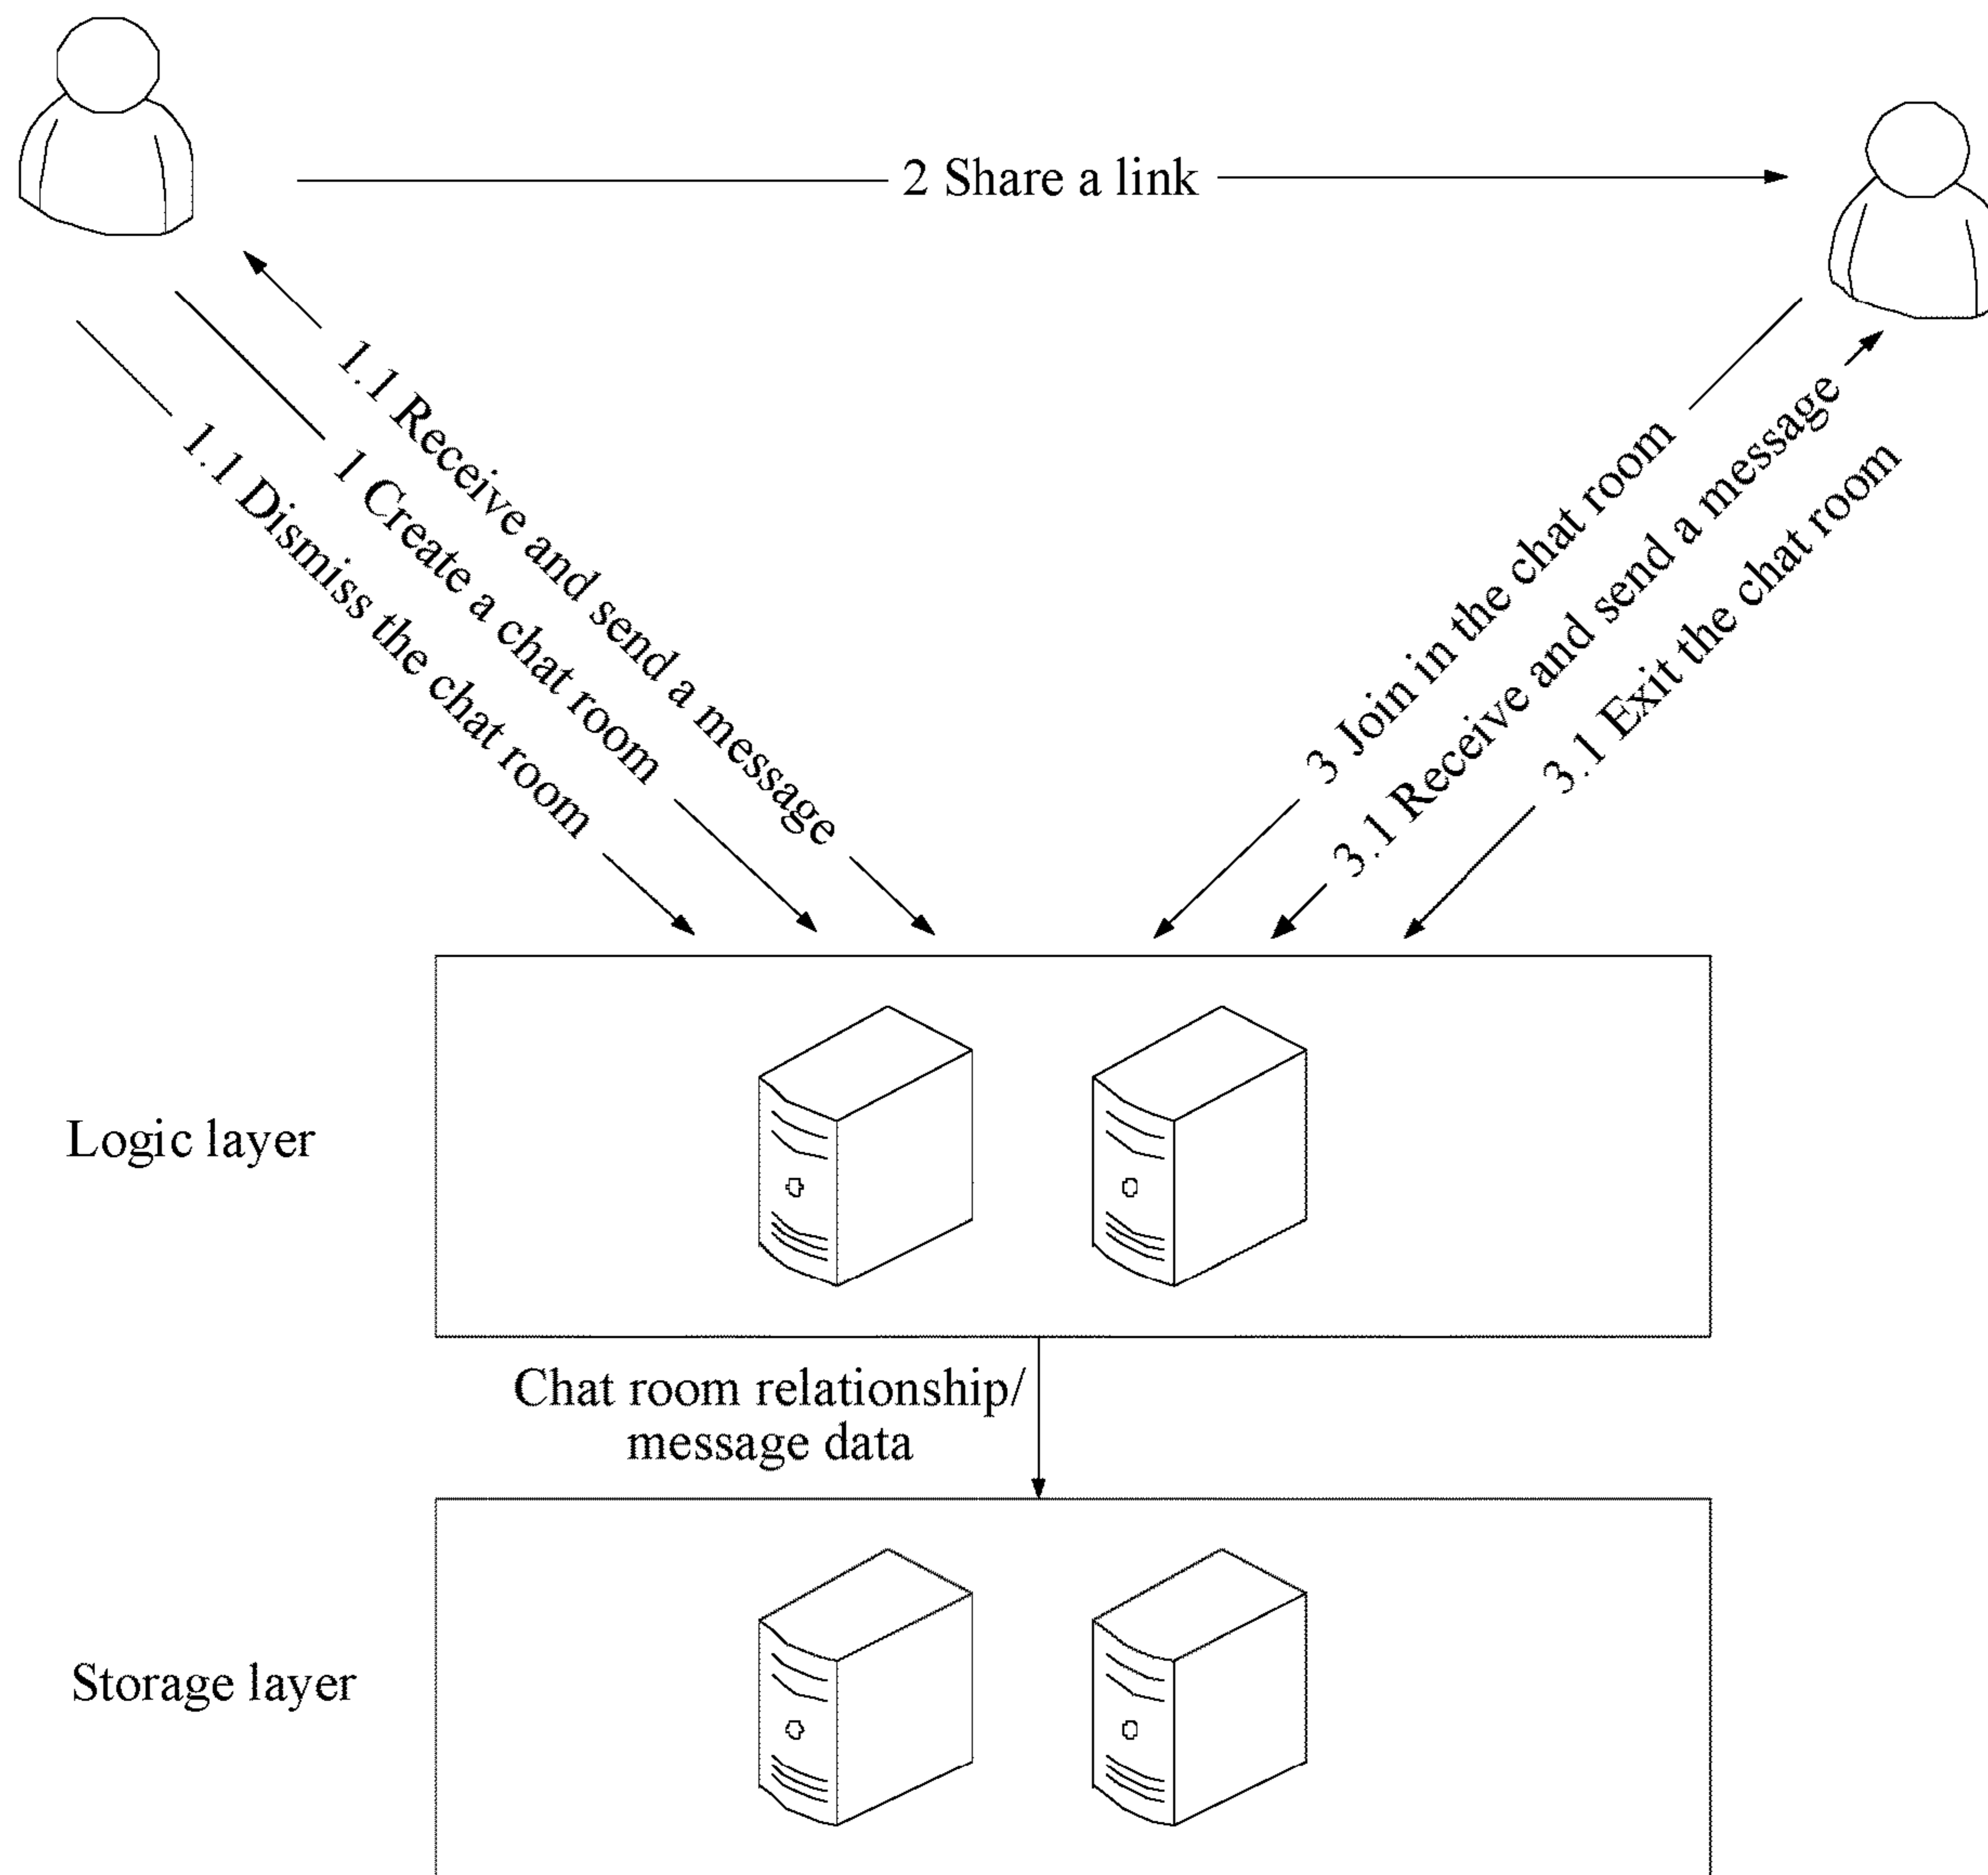 2 Share a link
1.1 Receive and send a message
1 Create a chat room
1.1 Dismiss the chat room
3 Join in the chat room
3.1 Receive and send a message
3.1 Exit the chat room
Logic layer
Chat room relationship/
message data
Storage layer